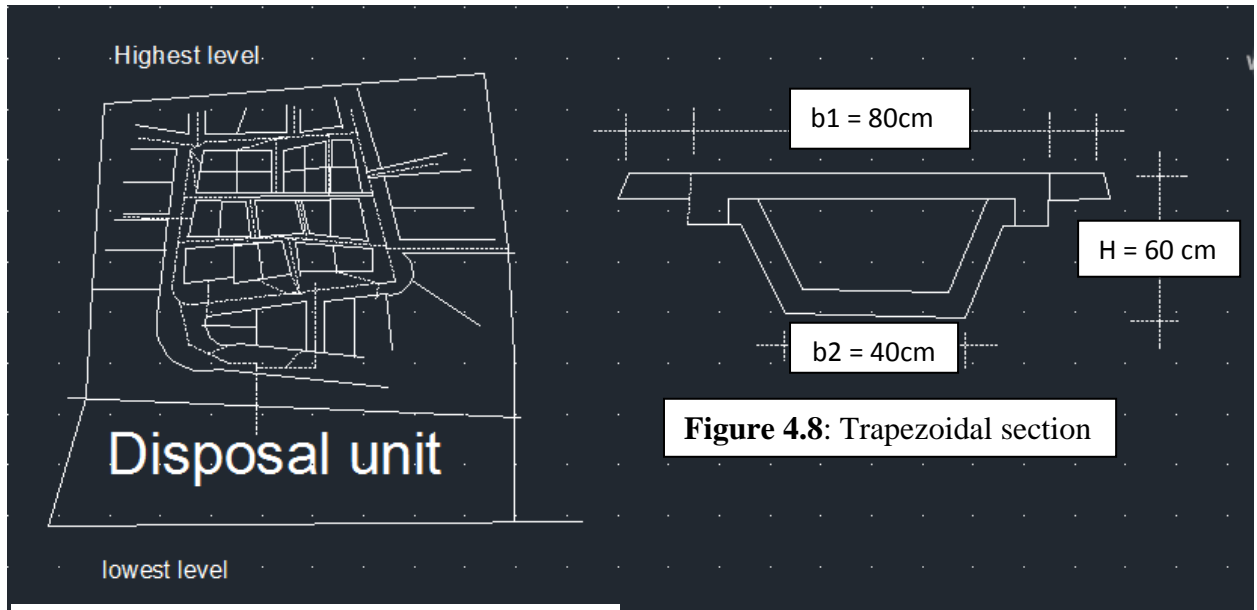 Highest level
b1 = 80cm
H = 60 cm
b2 = 40cm
Figure 4.8: Trapezoidal section
Disposal unit
lowest level